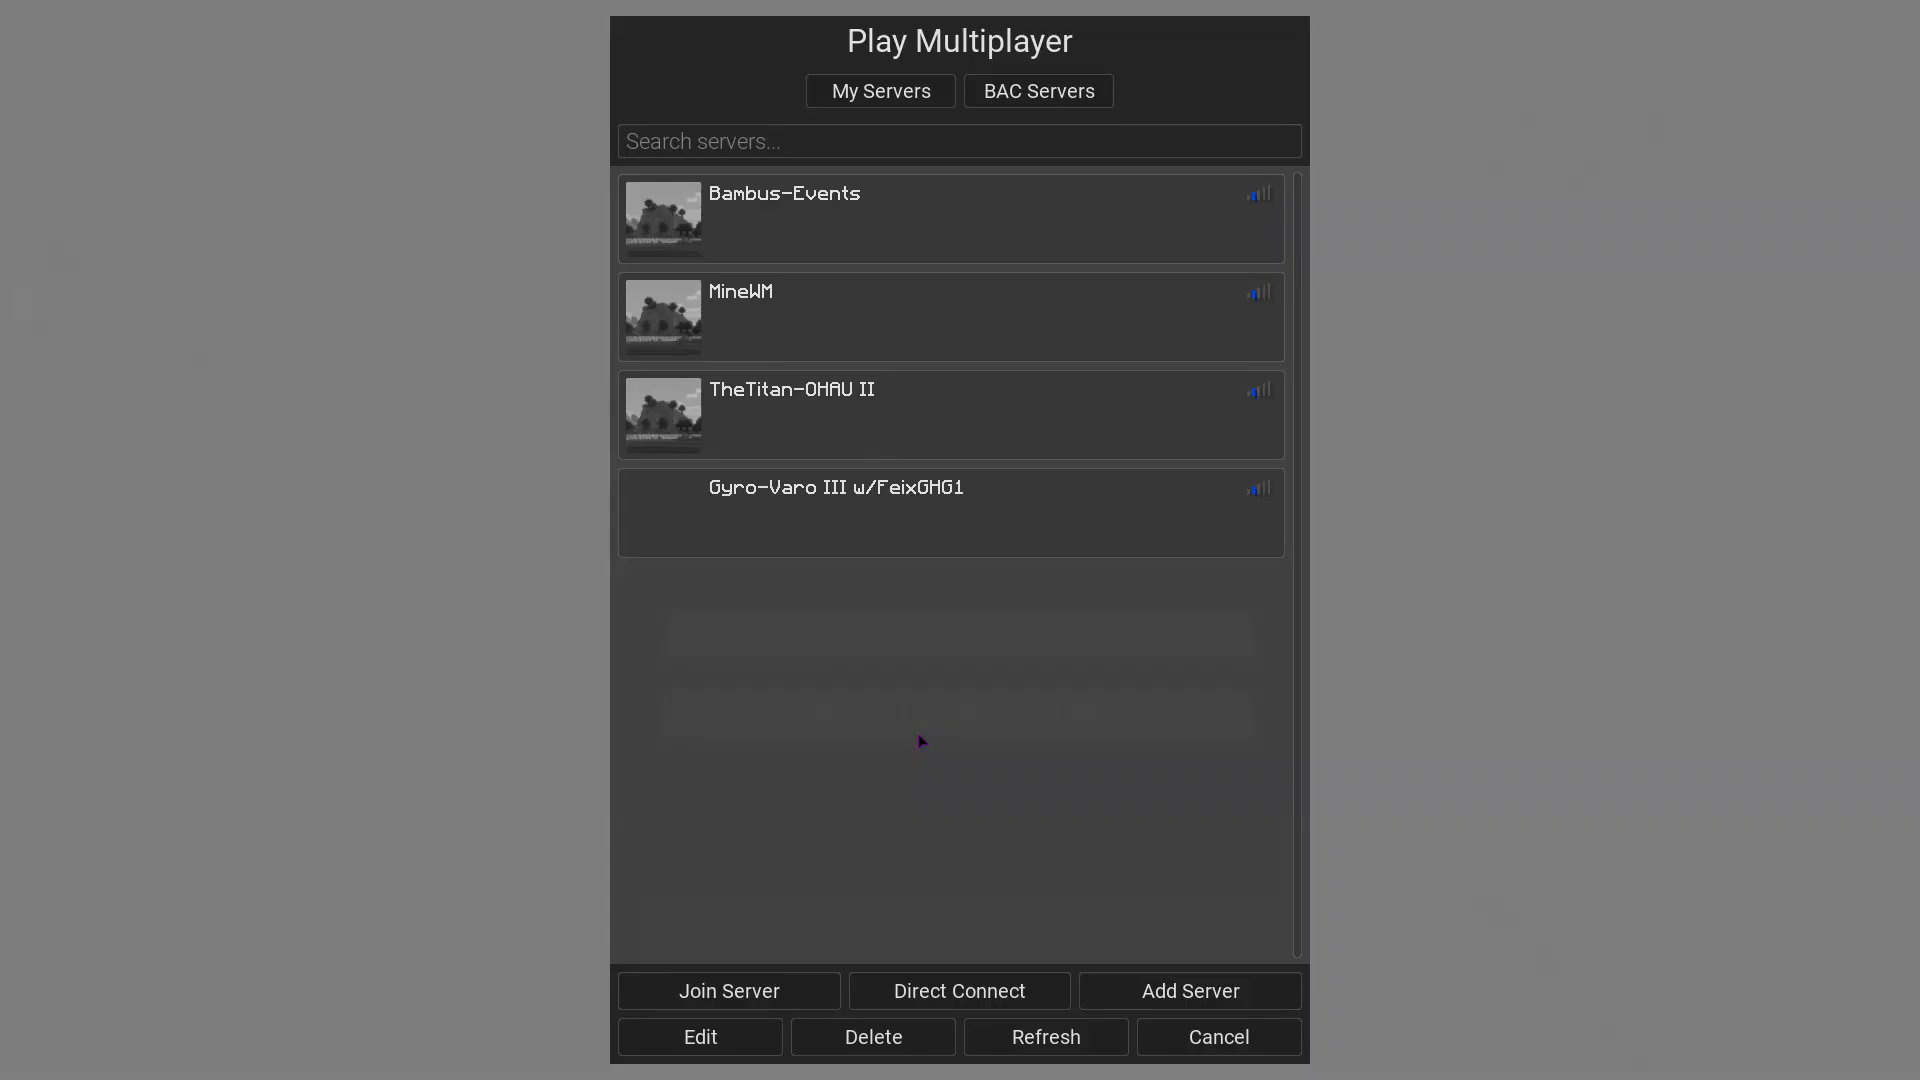 Play Multiplayer
My Servers
BAC Servers
Search servers...
Bambus-Events
MineWM
TheTitan-OHAU II
Gyro-Varo III w/FeixGHG1
Join Server
Direct Connect
Add Server
Edit
Delete
Refresh
Cancel